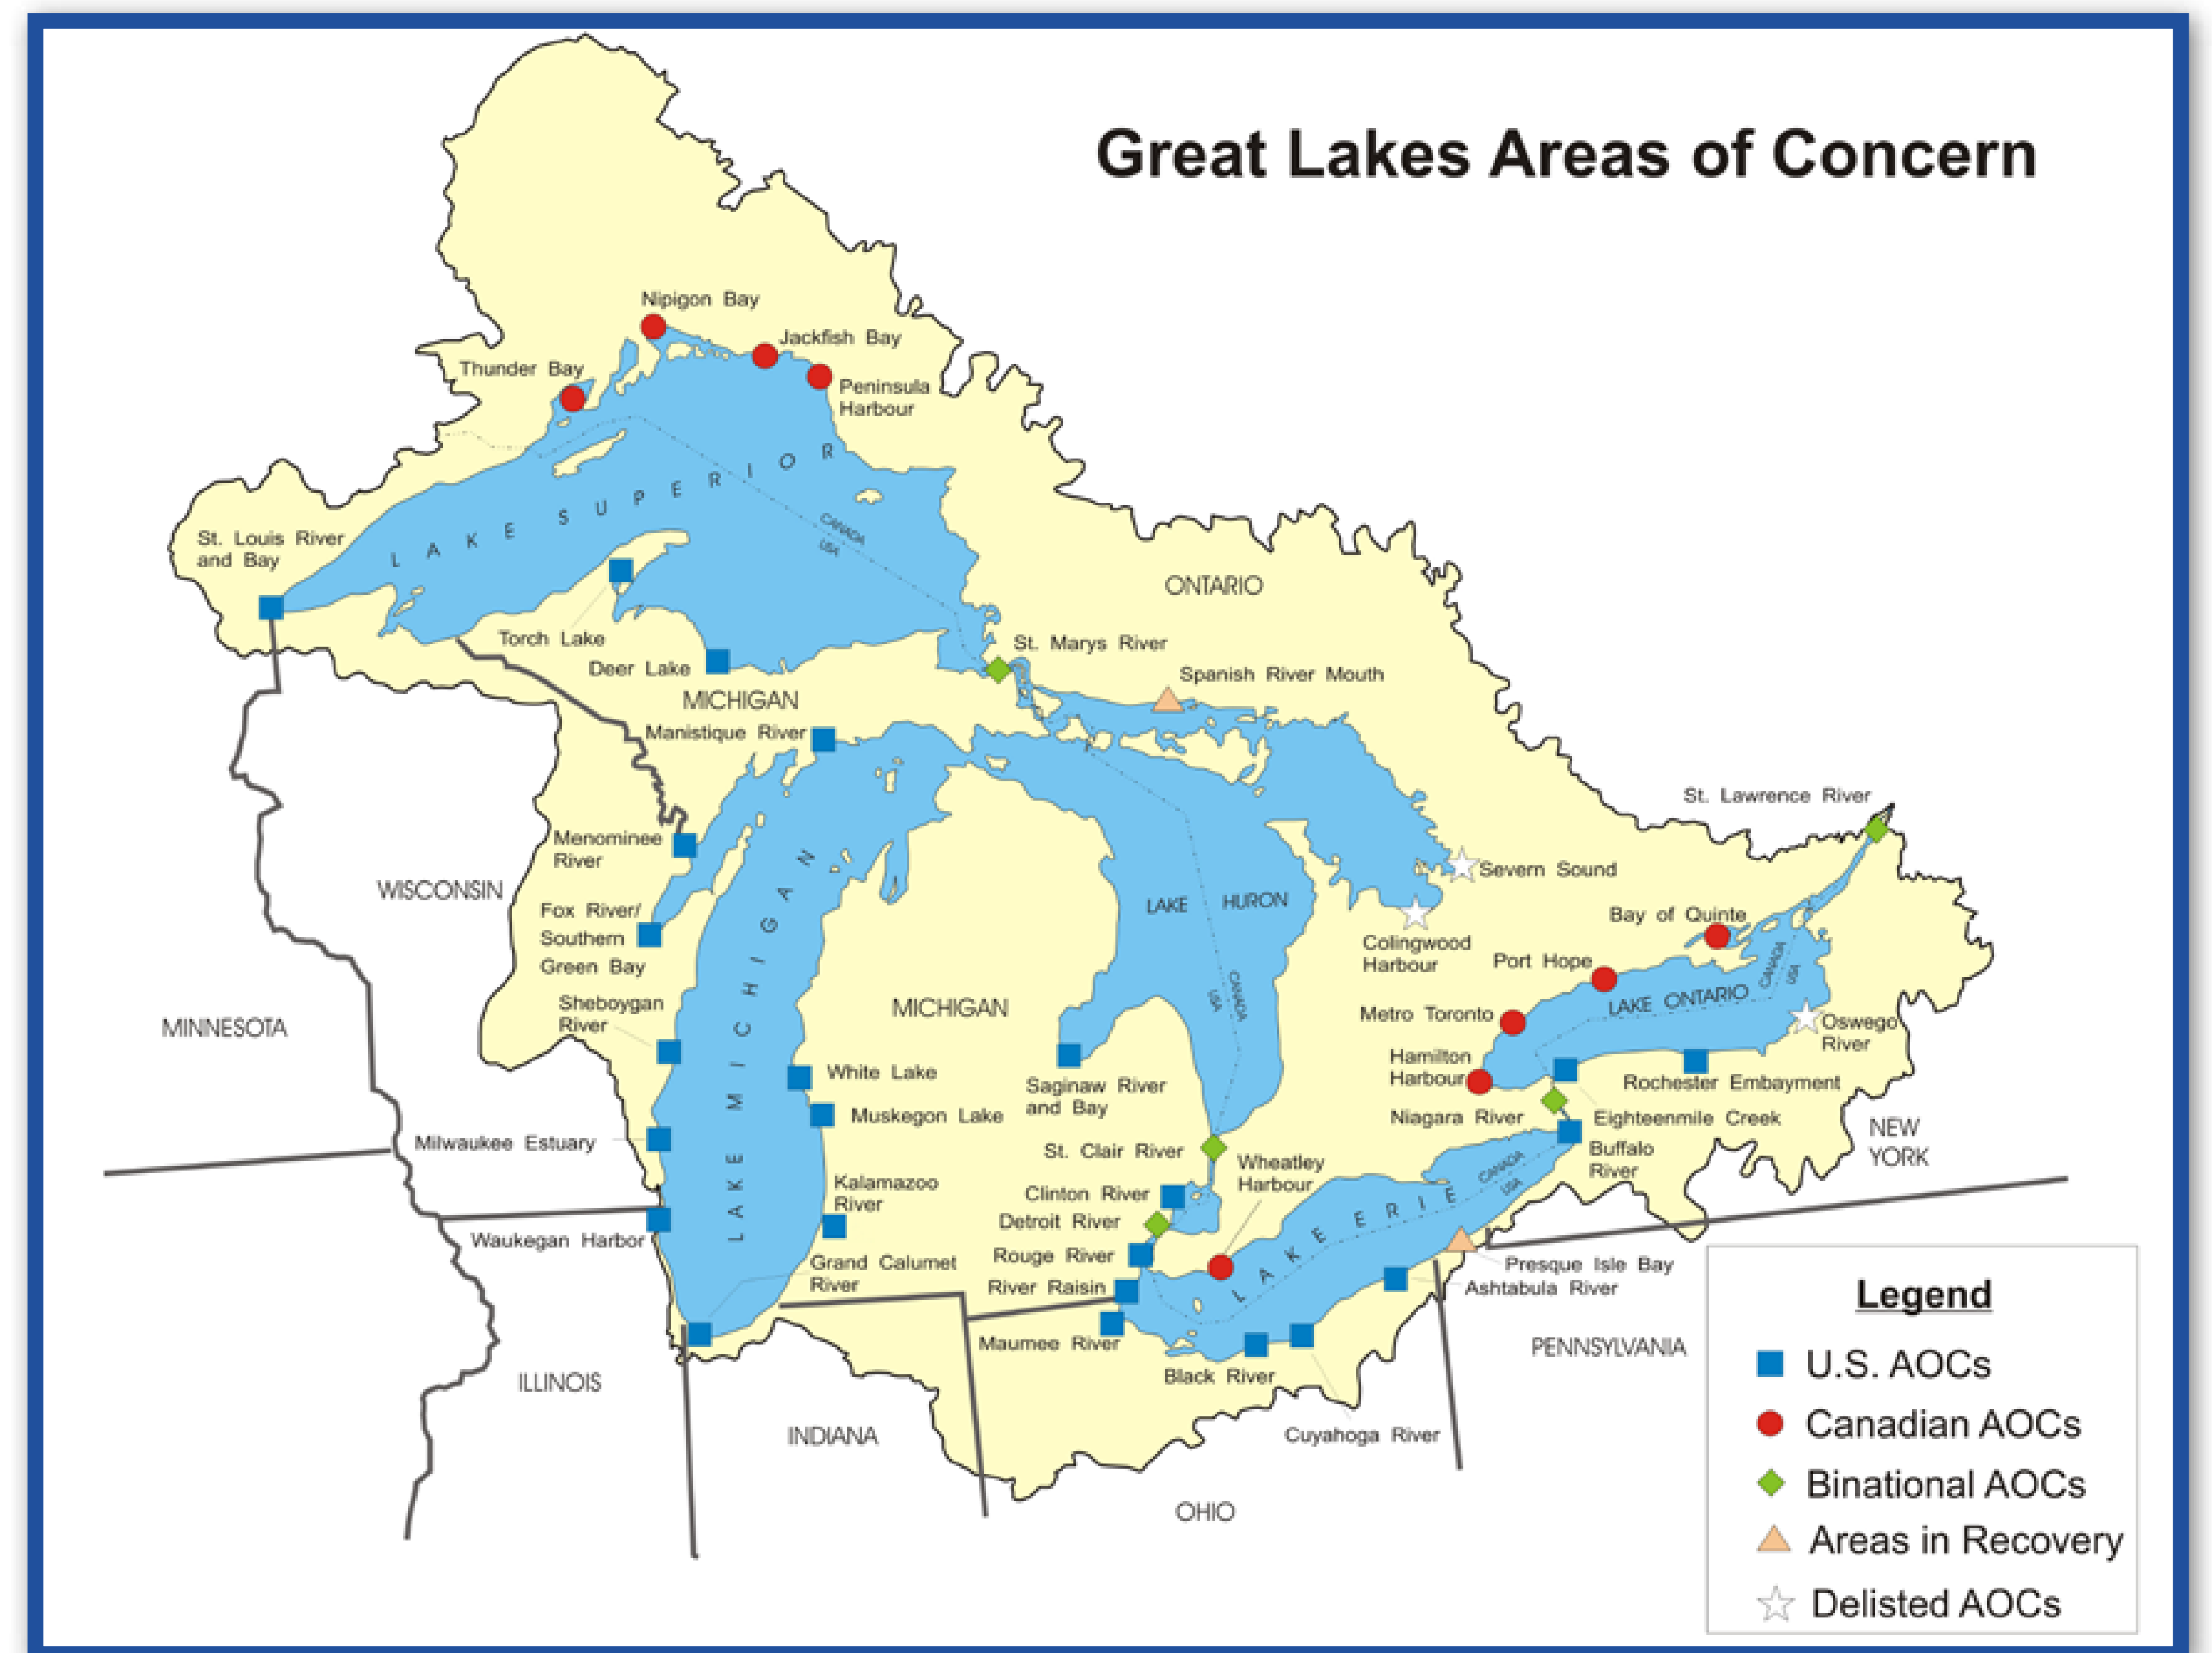 Great Lakes Areas of Concern
Nipigon Bay
Jackfish Bay
Thunder Bay
Peninsula
Harbour
LAKE SUPERIOR
CANADA
USA
St. Louis River
and Bay
ONTARIO
Torch Lake
Deer Lake
St. Marys River
Spanish River Mouth
MICHIGAN
Manistique River
St. Lawrence River
Menominee
River
WISCONSIN
Severn Sound
LAKE HURON
CANADA
USA
Fox River/
Southern
Green Bay
Bay of Quinte
Colingwood
Harbour
Port Hope
CANADA
USA
LAKE ONTARIO
LAKE MICHIGAN
Sheboygan
River
MICHIGAN
MINNESOTA
Metro Toronto
Oswego
River
Hamilton
Harbour
White Lake
Saginaw River
and Bay
Rochester Embayment
Muskegon Lake
Niagara River
Eighteenmile Creek
NEW
YORK
Milwaukee Estuary
St. Clair River
Wheatley
Harbour
Buffalo
River
CANADA
USA
Kalamazoo
River
Clinton River
Detroit River
LAKE ERIE
Waukegan Harbor
Rouge River
Grand Calumet
River
River Raisin
Presque Isle Bay
Ashtabula River
Maumee River
PENNSYLVANIA
Black River
ILLINOIS
INDIANA
Cuyahoga River
OHIO
Legend
U.S. AOCs
Canadian AOCs
Binational AOCs
Areas in Recovery
Delisted AOCs